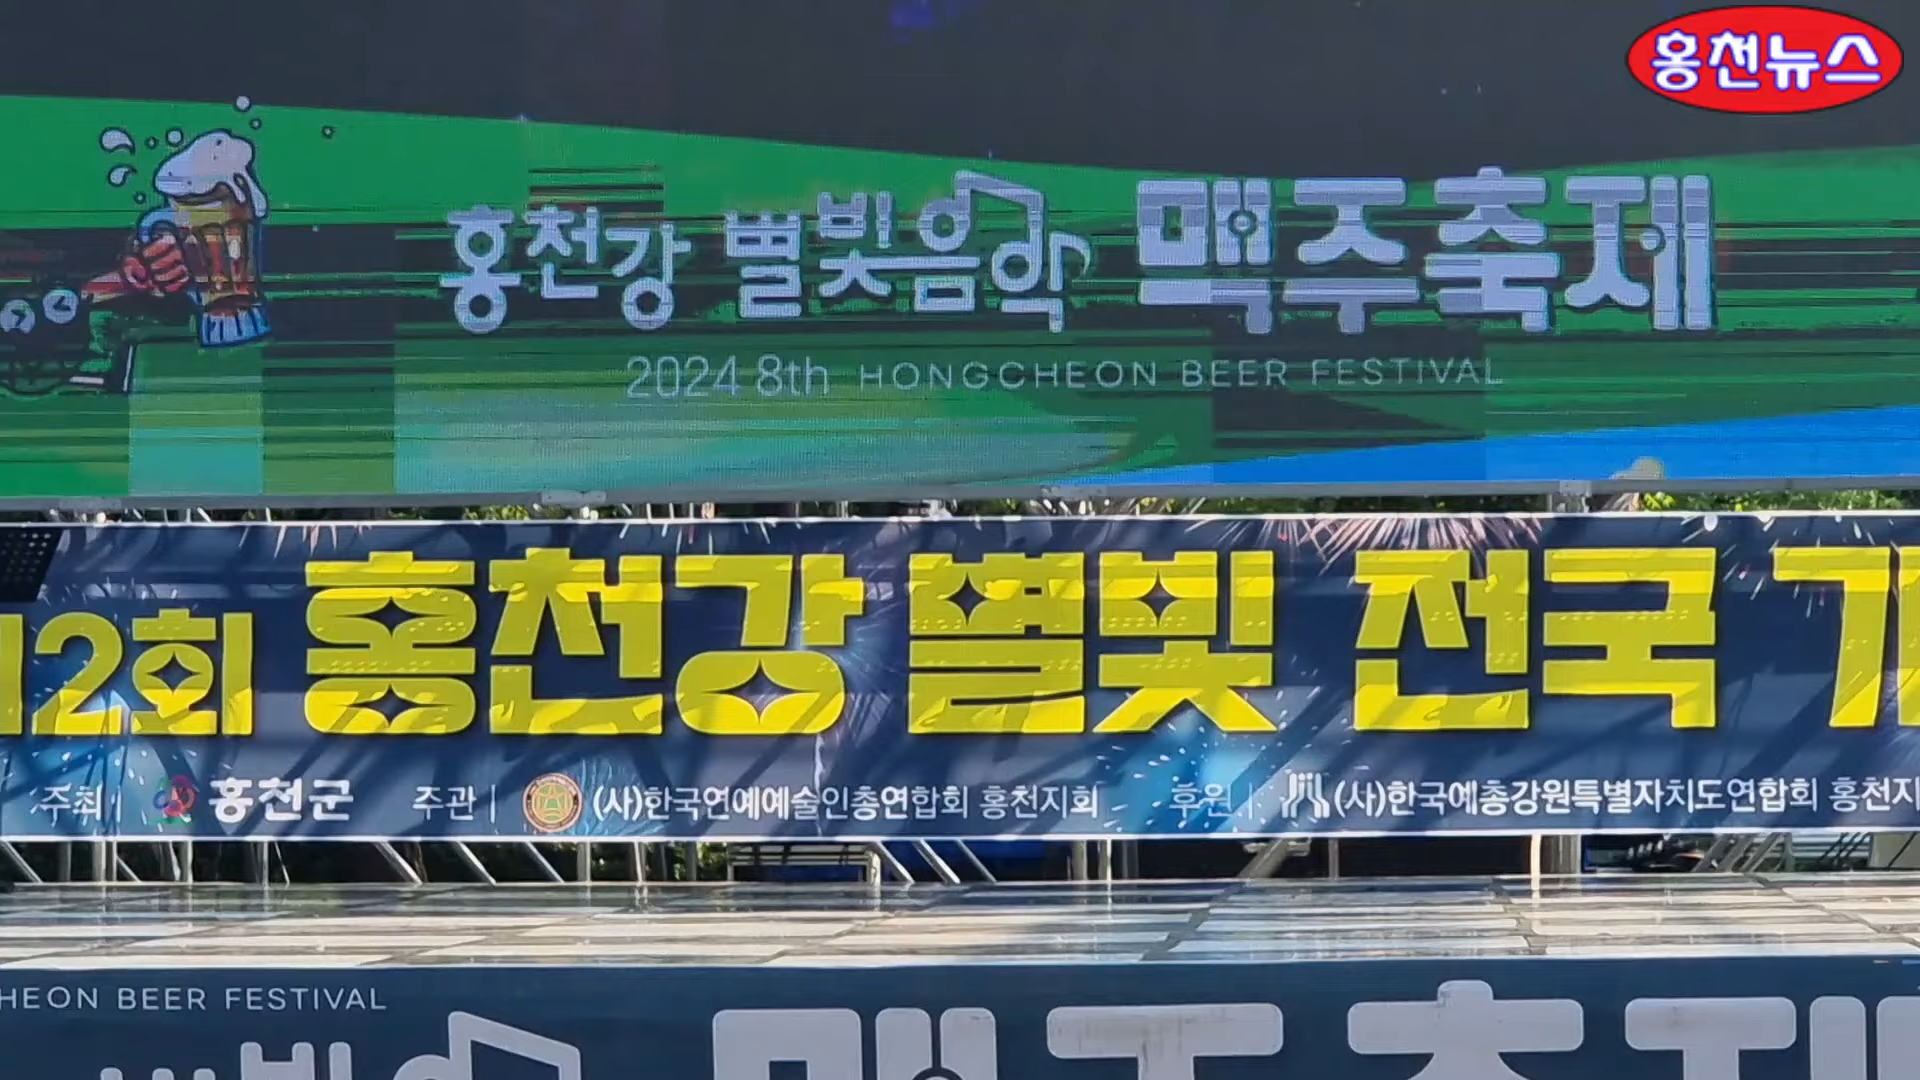 홍천뉴스
홍천강 별빛음악 맥주축제
2024 8th HONGCHEON BEER FESTIVAL
12회 홍천강 별빛 전국
주최 | 홍천군 주관 | (사)한국연예예술인총연합회 홍천지회 후원 | (사)한국예총강원특별자치도연합회 홍천지
CHEON BEER FESTIVAL